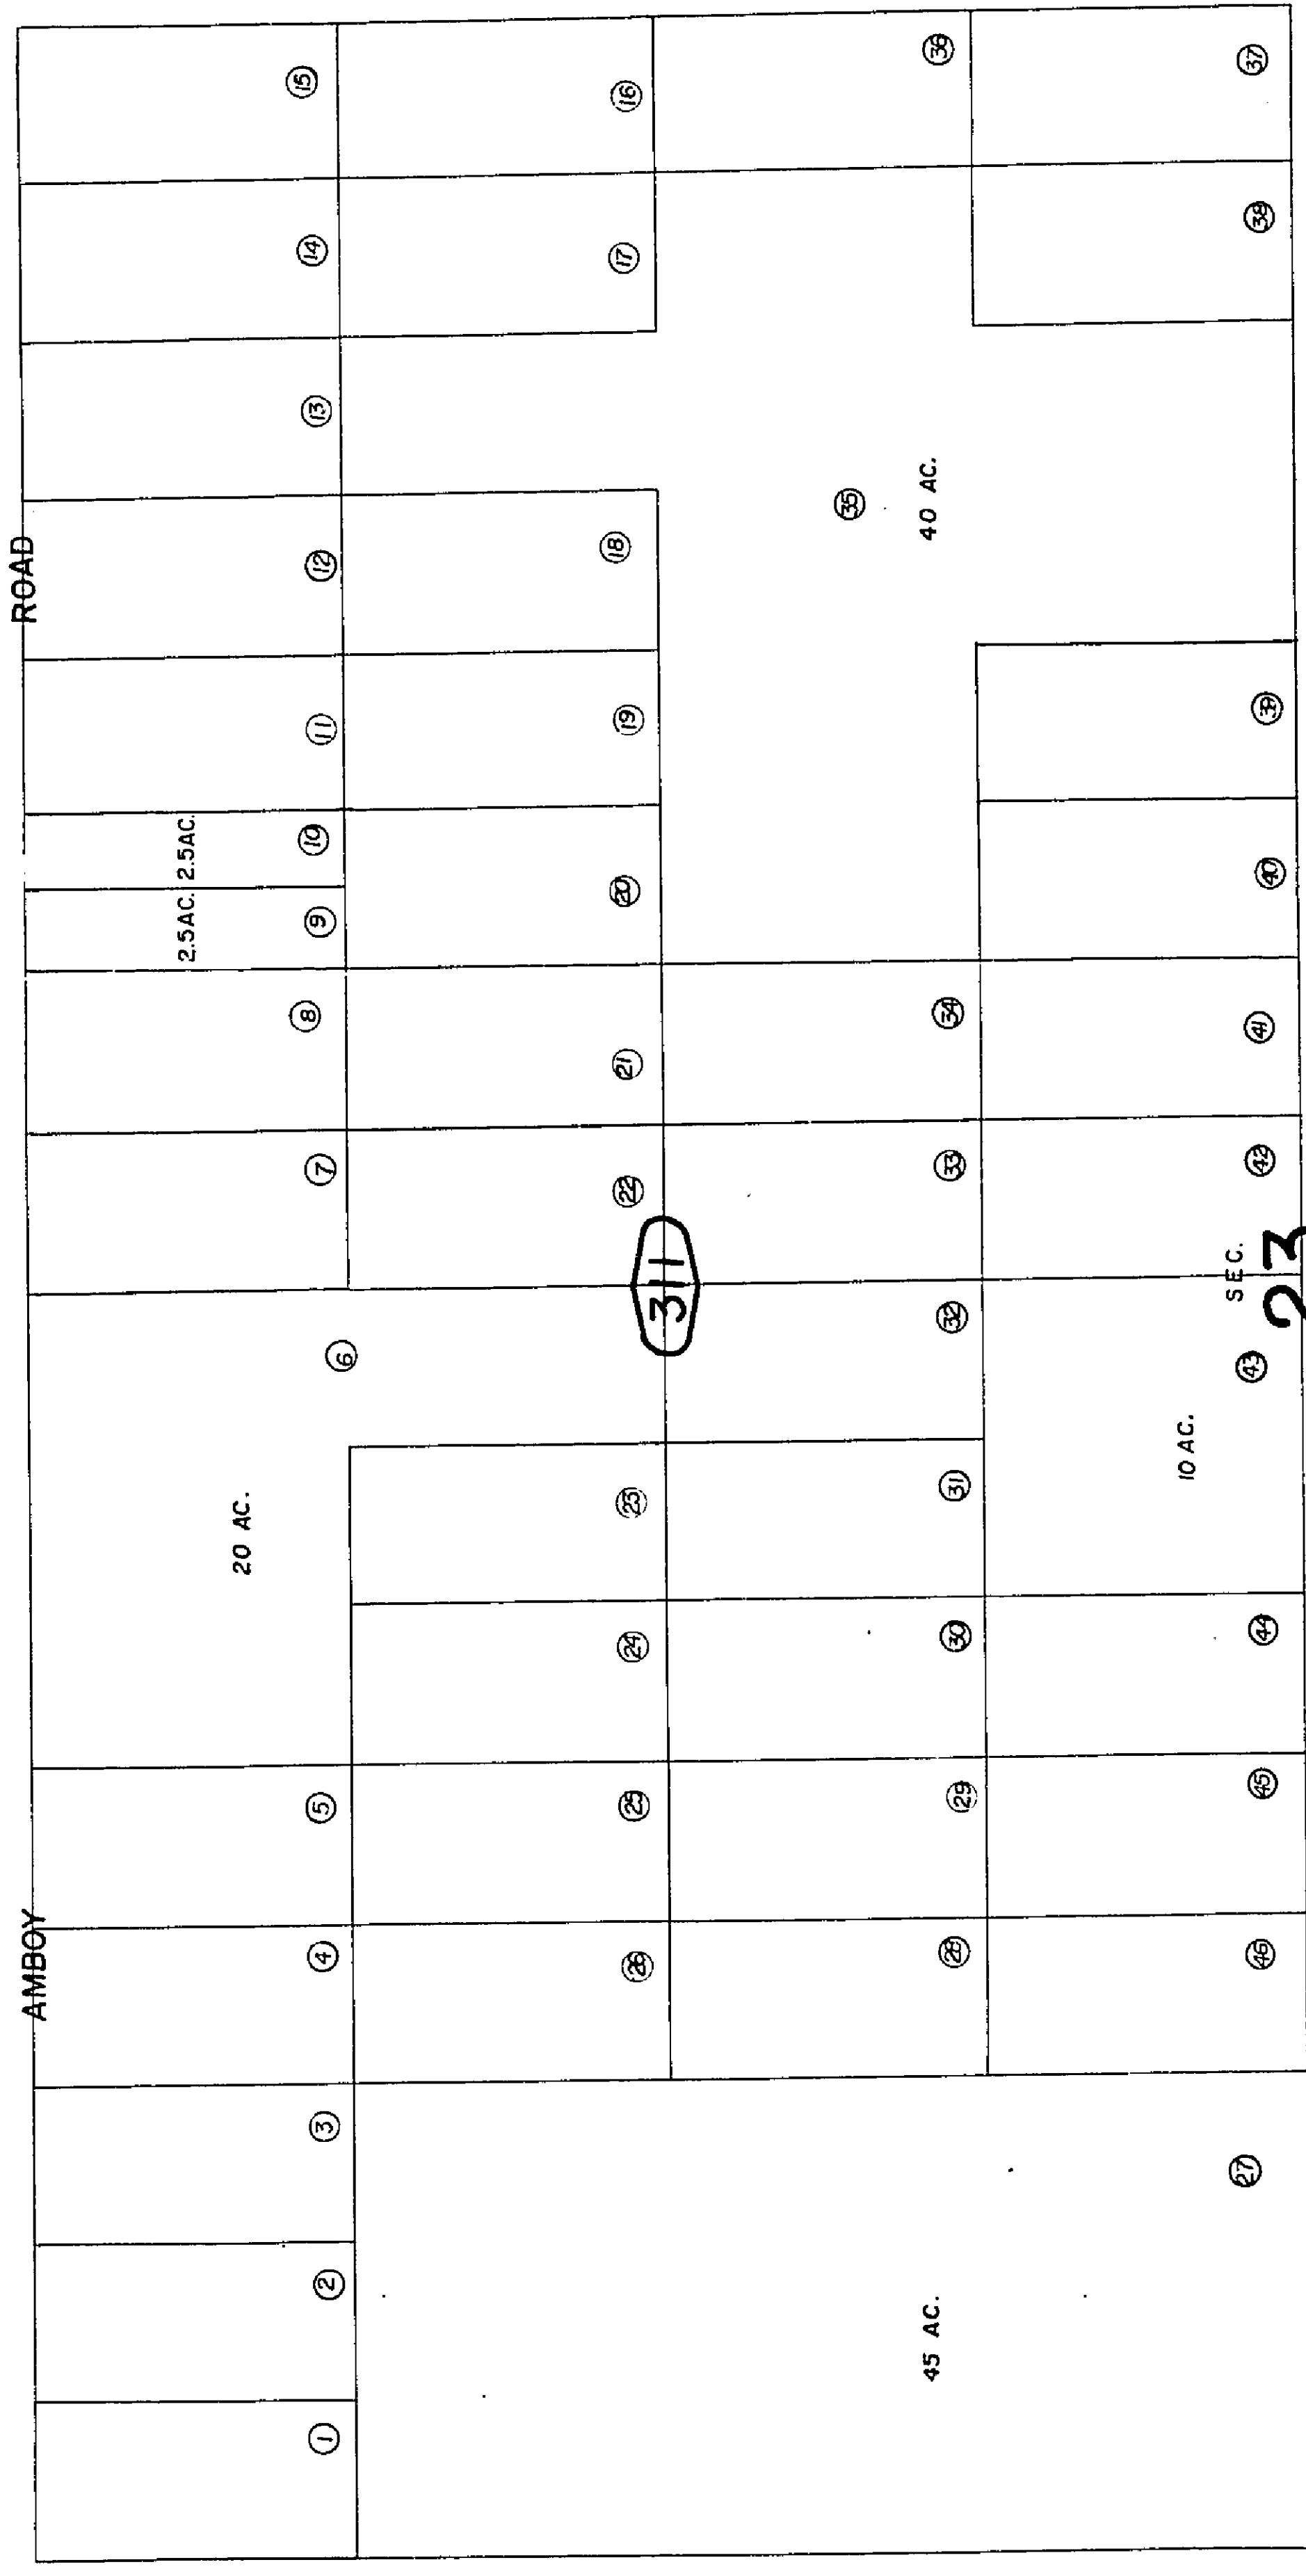 AMBOY ROAD
1 2 3 4 5 7 8 9 10 11 12 13 14 15
2.5AC. 2.5AC.
20 AC.
6
26 25 24 23 22 21 20 19 18 17 16
311
28 29 30 31 32 33 34 36
35
40 AC.
45 AC.
27
10 AC.
46 45 44 43 42 41 40 39 38 37
SEC.
23